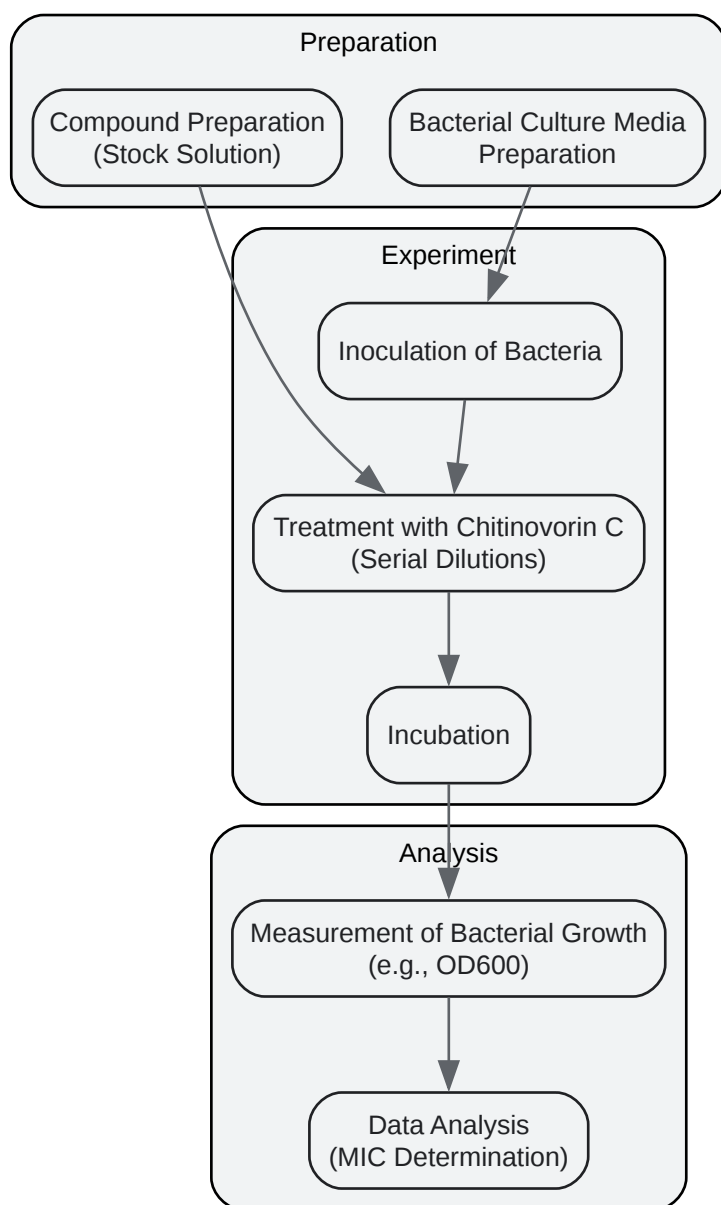 Preparation
Compound Preparation
(Stock Solution)
Bacterial Culture Media
Preparation
Experiment
Inoculation of Bacteria
Treatment with Chitinovorin C
(Serial Dilutions)
Incubation
Analysis
Measurement of Bacterial Growth
(e.g., OD600)
Data Analysis
(MIC Determination)